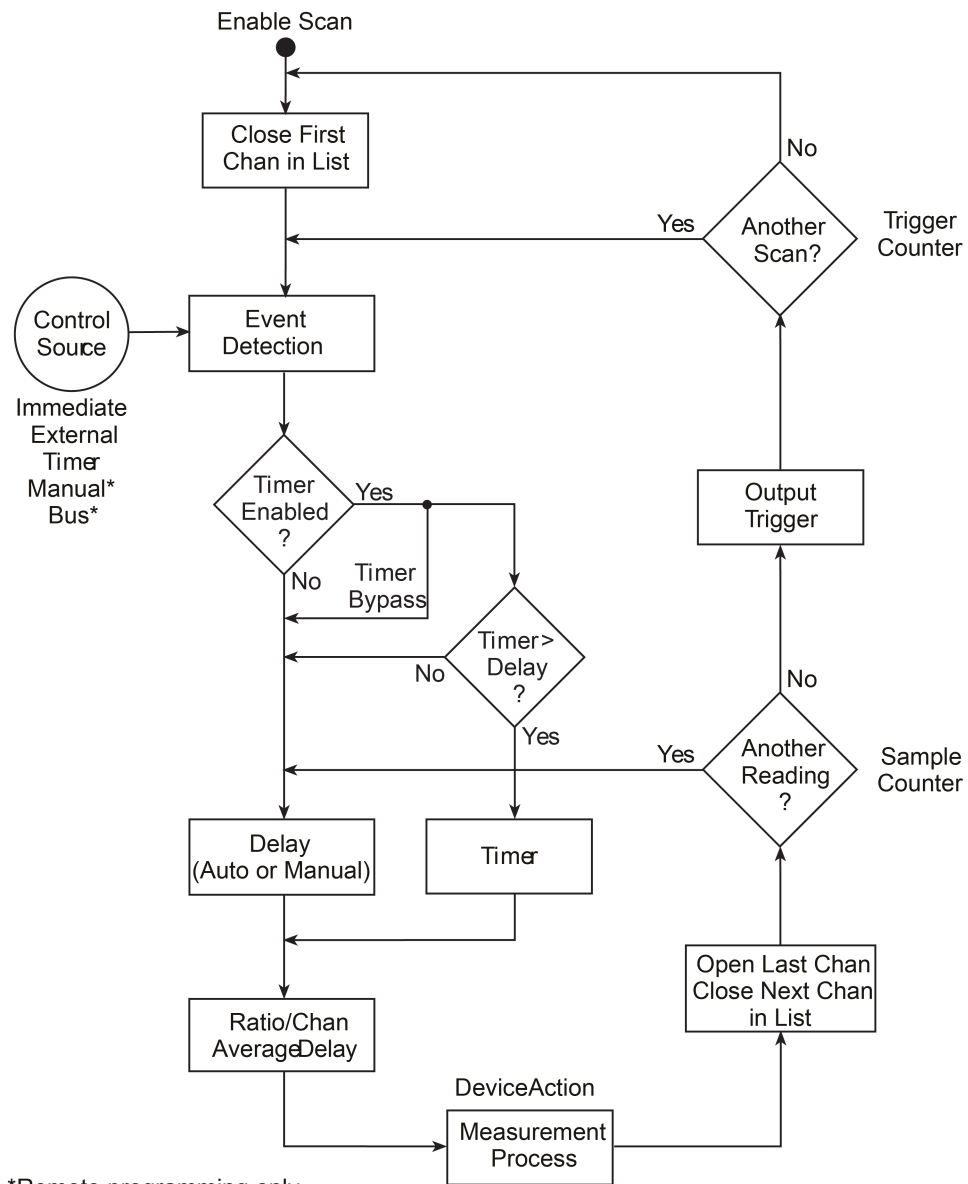 Enable Scan
Close First
Chan in List
No
Yes
Another
Scan?
Trigger
Counter
Control
Source
Event
Detection
Immediate
External
Timer
Manual*
Bus*
Timer
Enabled
?
Yes
No
Timer
Bypass
Output
Trigger
Timer>
Delay
?
No
Yes
No
Yes
Another
Reading
?
Sample
Counter
Delay
(Auto or Manual)
Timer
Open Last Chan
Close Next Chan
in List
Ratio/Chan
AverageDelay
DeviceAction
Measurement
Process
*Remote programming only